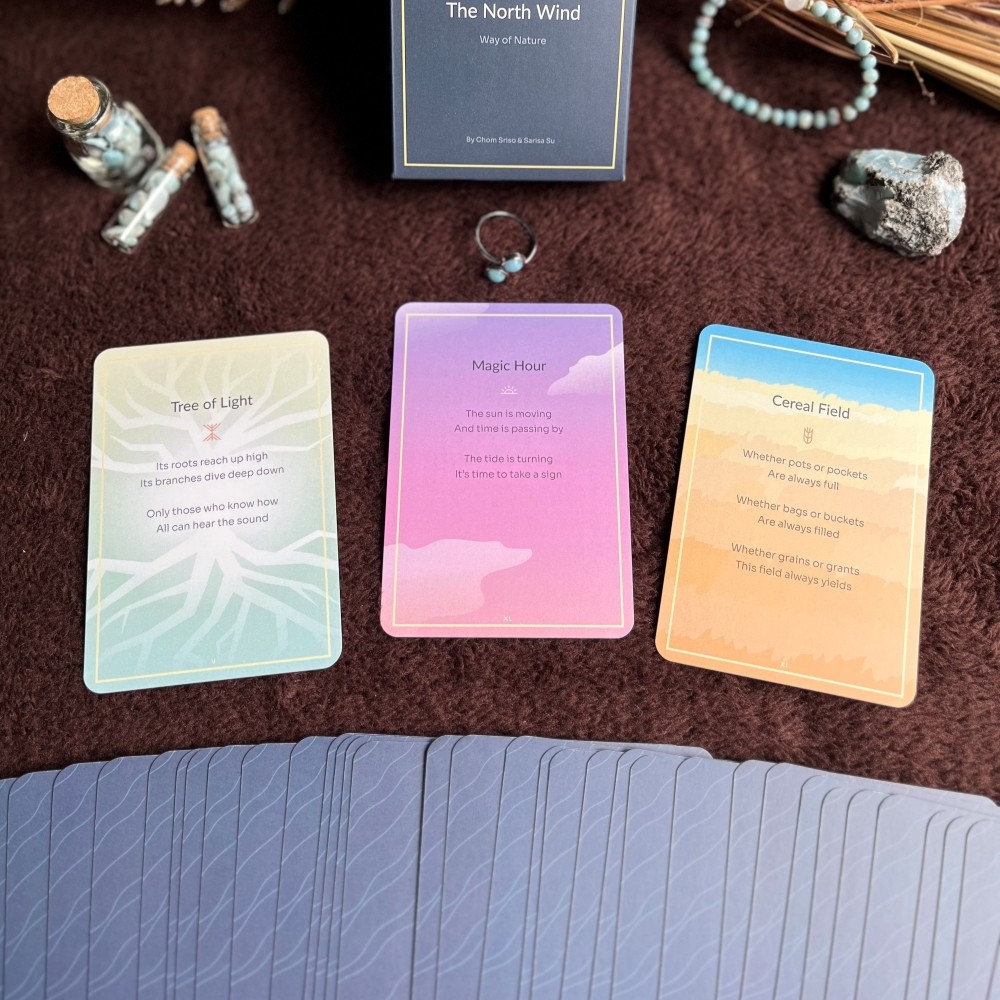 The North Wind
Way of Nature
By Chom Sriso & Sarisa Su
Tree of Light
Its roots reach up high
Its branches dive deep down
Only those who know how
All can hear the sound
Magic Hour
The sun is moving
And time is passing by
The tide is turning
It's time to take a sign
Cereal Field
Whether pots or pockets
Are always full
Whether bags or buckets
Are always filled
Whether grains or grants
This field always yields